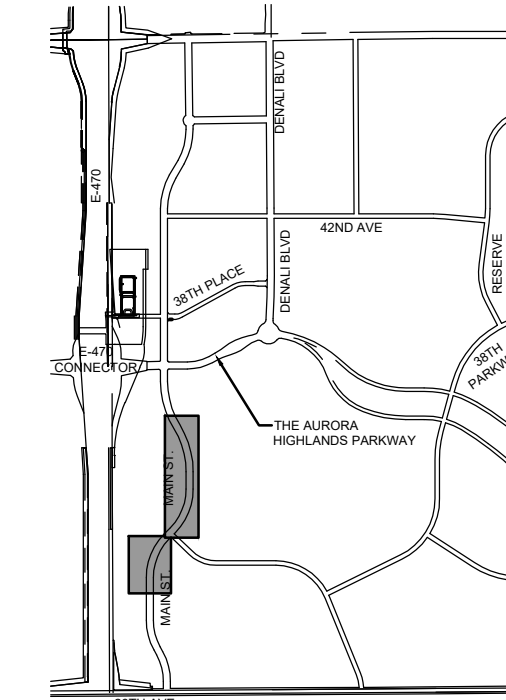 DENALI BLVD
E-470
42ND AVE
DENALI BLVD
RESERVE
38TH PLACE
E-470
CONNECTOR
38TH
THE AURORA
HIGHLANDS PARKWAY
MAIN ST.
MAIN ST.